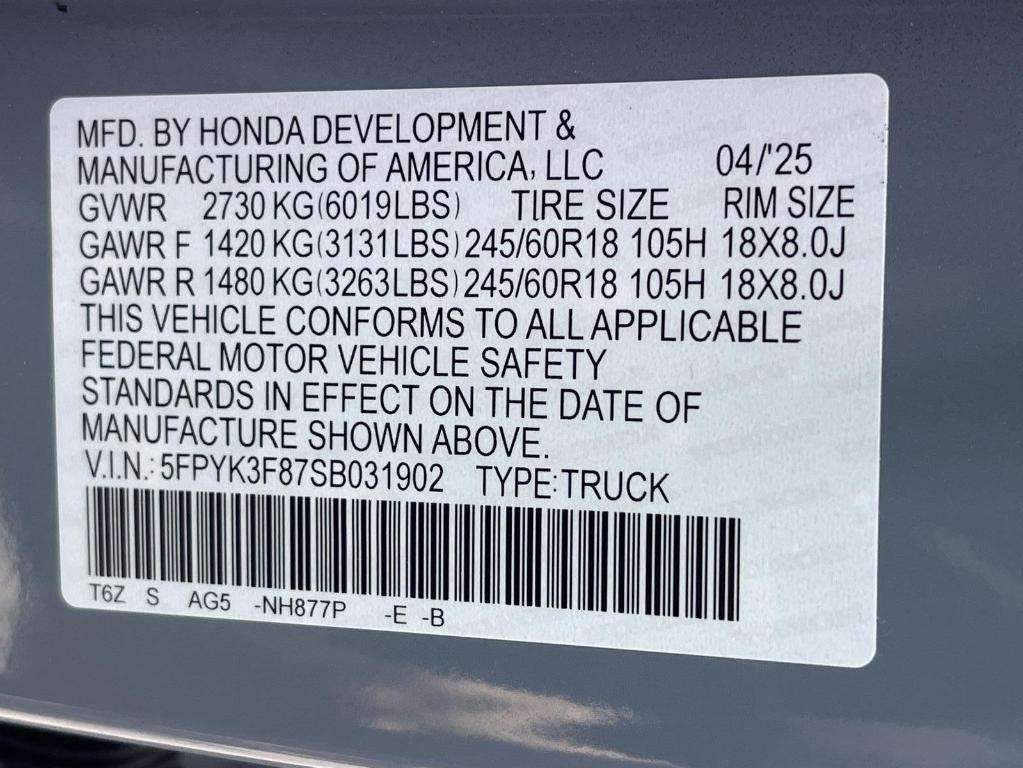 MFD. BY HONDA DEVELOPMENT &
MANUFACTURING OF AMERICA, LLC 04/'25
GVWR 2730 KG(6019LBS) TIRE SIZE RIM SIZE
GAWR F 1420 KG(3131LBS) 245/60R18 105H 18X8.0J
GAWR R 1480 KG(3263LBS) 245/60R18 105H 18X8.0J
THIS VEHICLE CONFORMS TO ALL APPLICABLE
FEDERAL MOTOR VEHICLE SAFETY
STANDARDS IN EFFECT ON THE DATE OF
MANUFACTURE SHOWN ABOVE.
V.I.N.: 5FPYK3F87SB031902 TYPE: TRUCK
T6Z S AG5 -NH877P -E -B